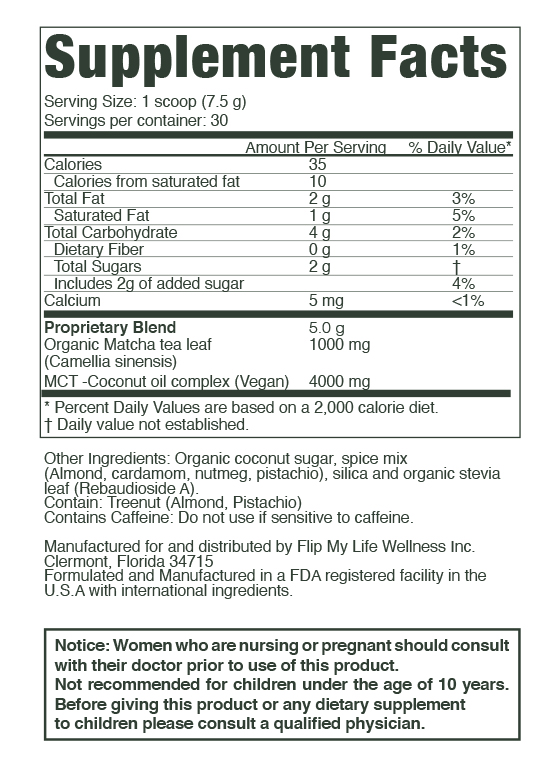 Supplement Facts
Serving Size: 1 scoop (7.5 g)
Servings per container: 30
Amount Per Serving % Daily Value*
Calories 35
Calories from saturated fat 10
Total Fat 2 g 3%
Saturated Fat 1 g 5%
Total Carbohydrate 4 g 2%
Dietary Fiber 0 g 1%
Total Sugars 2 g †
Includes 2g of added sugar 4%
Calcium 5 mg <1%
Proprietary Blend 5.0 g
Organic Matcha tea leaf 1000 mg
(Camellia sinensis)
MCT -Coconut oil complex (Vegan) 4000 mg
* Percent Daily Values are based on a 2,000 calorie diet.
† Daily value not established.
Other Ingredients: Organic coconut sugar, spice mix
(Almond, cardamom, nutmeg, pistachio), silica and organic stevia
leaf (Rebaudioside A).
Contain: Treenut (Almond, Pistachio)
Contains Caffeine: Do not use if sensitive to caffeine.
Manufactured for and distributed by Flip My Life Wellness Inc.
Clermont, Florida 34715
Formulated and Manufactured in a FDA registered facility in the
U.S.A with international ingredients.
Notice: Women who are nursing or pregnant should consult
with their doctor prior to use of this product.
Not recommended for children under the age of 10 years.
Before giving this product or any dietary supplement
to children please consult a qualified physician.